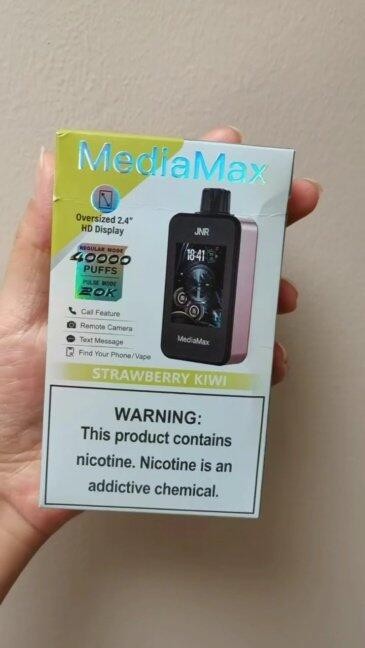 MediaMax
Oversized 2.4"
HD Display
REGULAR MODE
40000
PUFFS
PULSE MODE
20K
Call Feature
Remote Camera
Text Message
Find Your Phone/Vape
JNR
18:41
MediaMax
STRAWBERRY KIWI
WARNING:
This product contains
nicotine. Nicotine is an
addictive chemical.